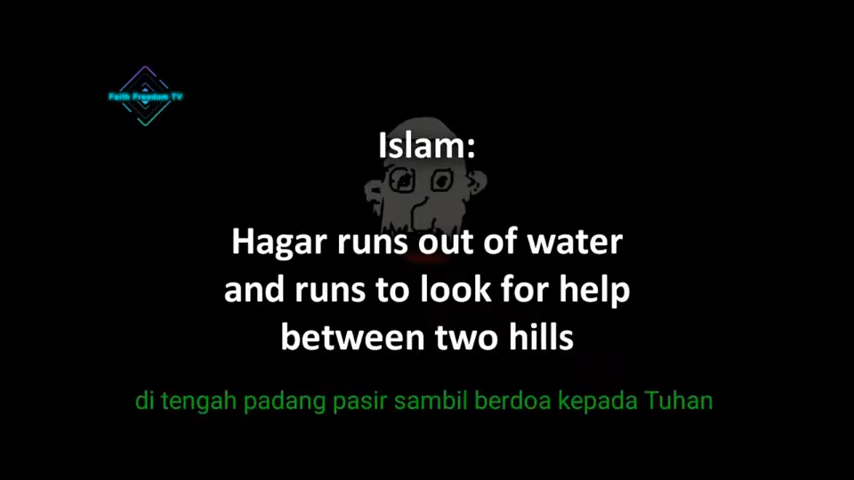 Faith Freedom TV
Islam:
Hagar runs out of water
and runs to look for help
between two hills
di tengah padang pasir sambil berdoa kepada Tuhan